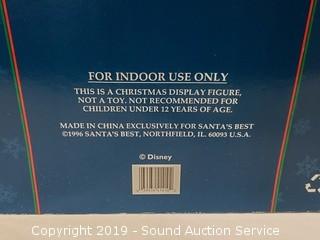 FOR INDOOR USE ONLY
THIS IS A CHRISTMAS DISPLAY FIGURE,
NOT A TOY. NOT RECOMMENDED FOR
CHILDREN UNDER 12 YEARS OF AGE.
MADE IN CHINA EXCLUSIVELY FOR SANTA'S BEST
©1996 SANTA'S BEST, NORTHFIELD, IL. 60093 U.S.A.
© Disney
Copyright 2019 - Sound Auction Service